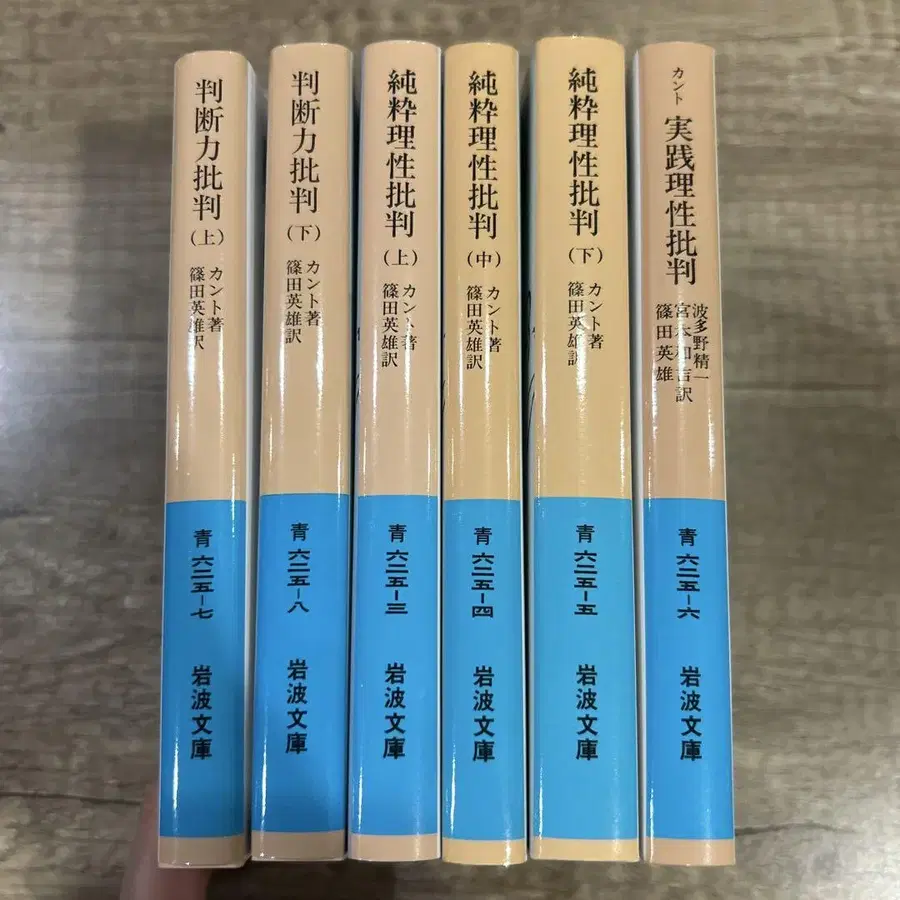 判断力批判(上)
カント著
篠田英雄訳
青 六二五-七
岩波文庫
判断力批判(下)
カント著
篠田英雄訳
青 六二五-八
岩波文庫
純粋理性批判(上)
カント著
篠田英雄訳
青 六二五-三
岩波文庫
純粋理性批判(中)
カント著
篠田英雄訳
青 六二五-四
岩波文庫
純粋理性批判(下)
カント著
篠田英雄訳
青 六二五-五
岩波文庫
カント 実践理性批判
波多野精一
宮本和吉訳
篠田英雄
青 六二五-六
岩波文庫